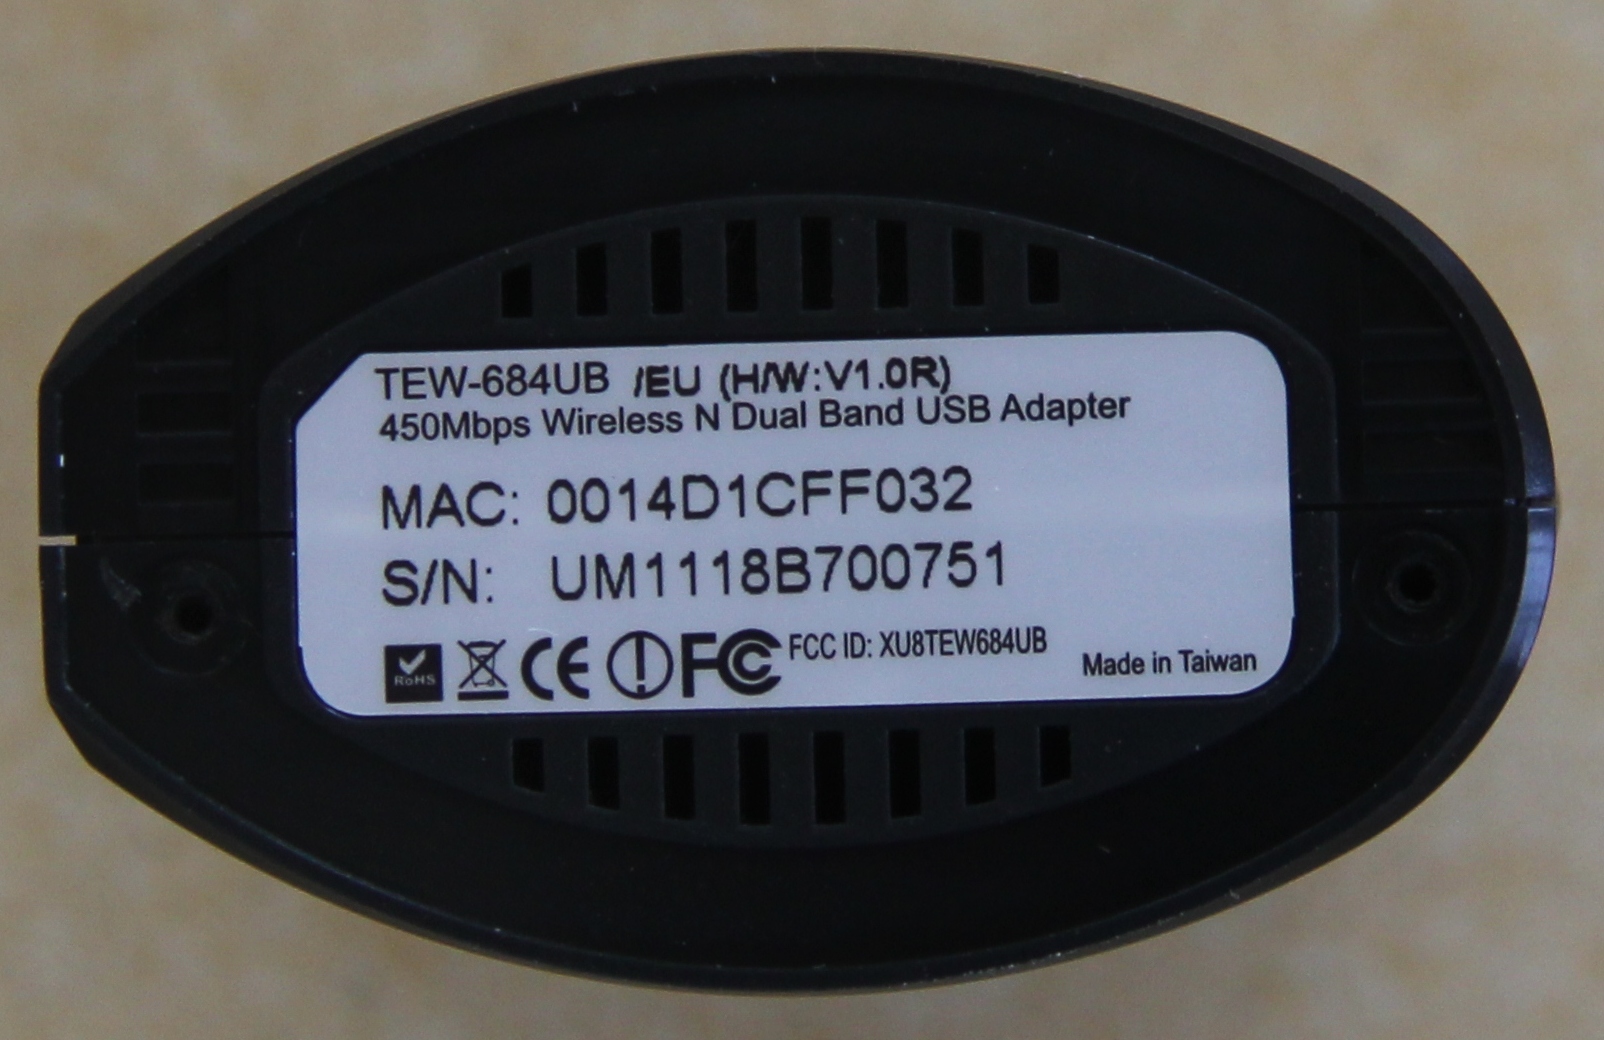 TEW-684UB /EU (H/W:V1.0R)
450Mbps Wireless N Dual Band USB Adapter
MAC: 0014D1CFF032
S/N: UM1118B700751
RoHS CE FC FCC ID: XU8TEW684UB
Made in Taiwan